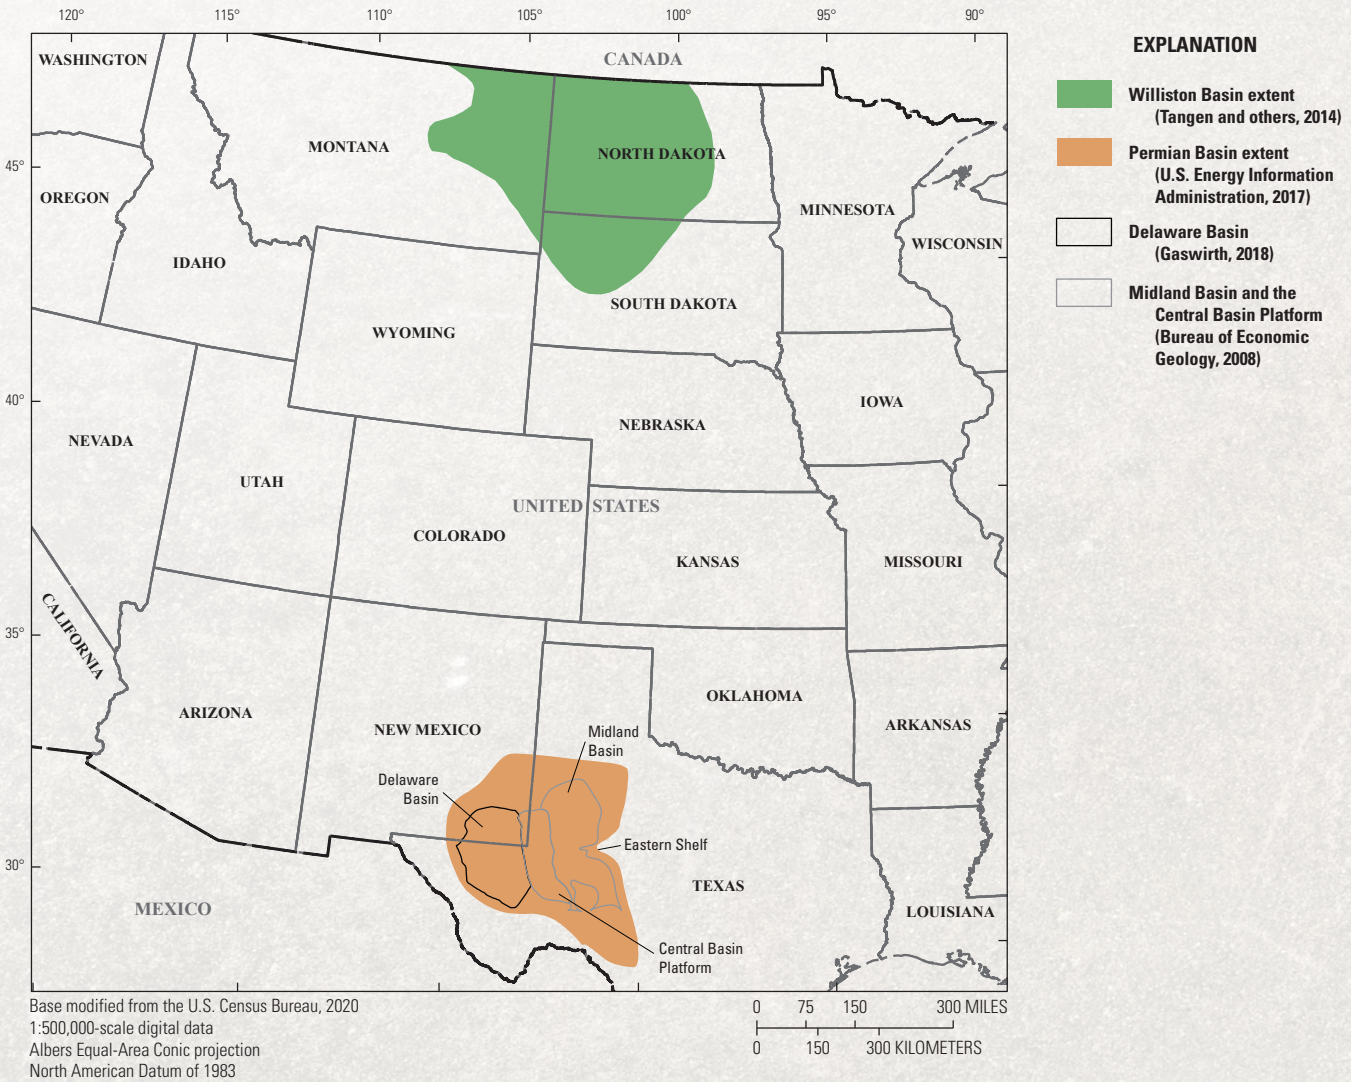 120°
115°
110°
105°
100°
95°
90°
45°
40°
35°
30°
WASHINGTON
CANADA
MONTANA
NORTH DAKOTA
OREGON
MINNESOTA
WISCONSIN
IDAHO
SOUTH DAKOTA
WYOMING
IOWA
NEBRASKA
NEVADA
UTAH
UNITED STATES
COLORADO
KANSAS
MISSOURI
CALIFORNIA
OKLAHOMA
ARIZONA
ARKANSAS
NEW MEXICO
Midland
Basin
Delaware
Basin
Eastern Shelf
TEXAS
MEXICO
LOUISIANA
Central Basin
Platform
EXPLANATION
Williston Basin extent
(Tangen and others, 2014)
Permian Basin extent
(U.S. Energy Information
Administration, 2017)
Delaware Basin
(Gaswirth, 2018)
Midland Basin and the
Central Basin Platform
(Bureau of Economic
Geology, 2008)
Base modified from the U.S. Census Bureau, 2020
1:500,000-scale digital data
Albers Equal-Area Conic projection
North American Datum of 1983
0 75 150 300 MILES
0 150 300 KILOMETERS